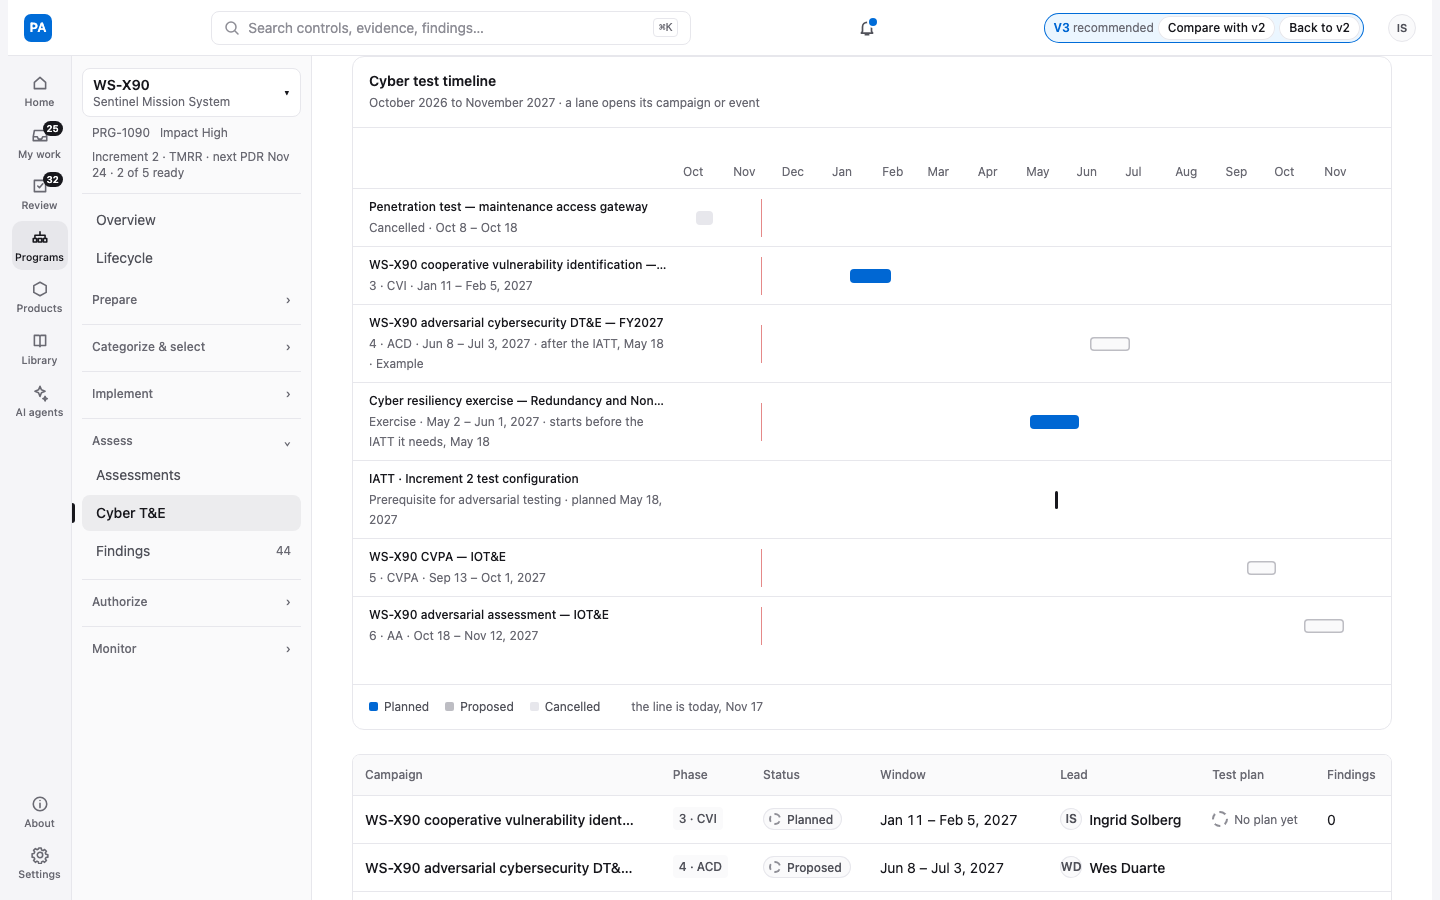 PA
Search controls, evidence, findings...
⌘K
V3 recommended
Compare with v2
Back to v2
IS
Home
25
My work
32
Review
Programs
Products
Library
AI agents
About
Settings
WS-X90
Sentinel Mission System
PRG-1090 Impact High
Increment 2 · TMRR · next PDR Nov
24 · 2 of 5 ready
Overview
Lifecycle
Prepare
Categorize & select
Implement
Assess
Assessments
Cyber T&E
Findings 44
Authorize
Monitor
Cyber test timeline
October 2026 to November 2027 · a lane opens its campaign or event
Oct Nov Dec Jan Feb Mar Apr May Jun Jul Aug Sep Oct Nov
Penetration test — maintenance access gateway
Cancelled · Oct 8 – Oct 18
WS-X90 cooperative vulnerability identification —...
3 · CVI · Jan 11 – Feb 5, 2027
WS-X90 adversarial cybersecurity DT&E — FY2027
4 · ACD · Jun 8 – Jul 3, 2027 · after the IATT, May 18
· Example
Cyber resiliency exercise — Redundancy and Non...
Exercise · May 2 – Jun 1, 2027 · starts before the
IATT it needs, May 18
IATT · Increment 2 test configuration
Prerequisite for adversarial testing · planned May 18,
2027
WS-X90 CVPA — IOT&E
5 · CVPA · Sep 13 – Oct 1, 2027
WS-X90 adversarial assessment — IOT&E
6 · AA · Oct 18 – Nov 12, 2027
Planned Proposed Cancelled the line is today, Nov 17
Campaign Phase Status Window Lead Test plan Findings
WS-X90 cooperative vulnerability ident... 3 · CVI Planned Jan 11 – Feb 5, 2027 IS Ingrid Solberg No plan yet 0
WS-X90 adversarial cybersecurity DT&... 4 · ACD Proposed Jun 8 – Jul 3, 2027 WD Wes Duarte